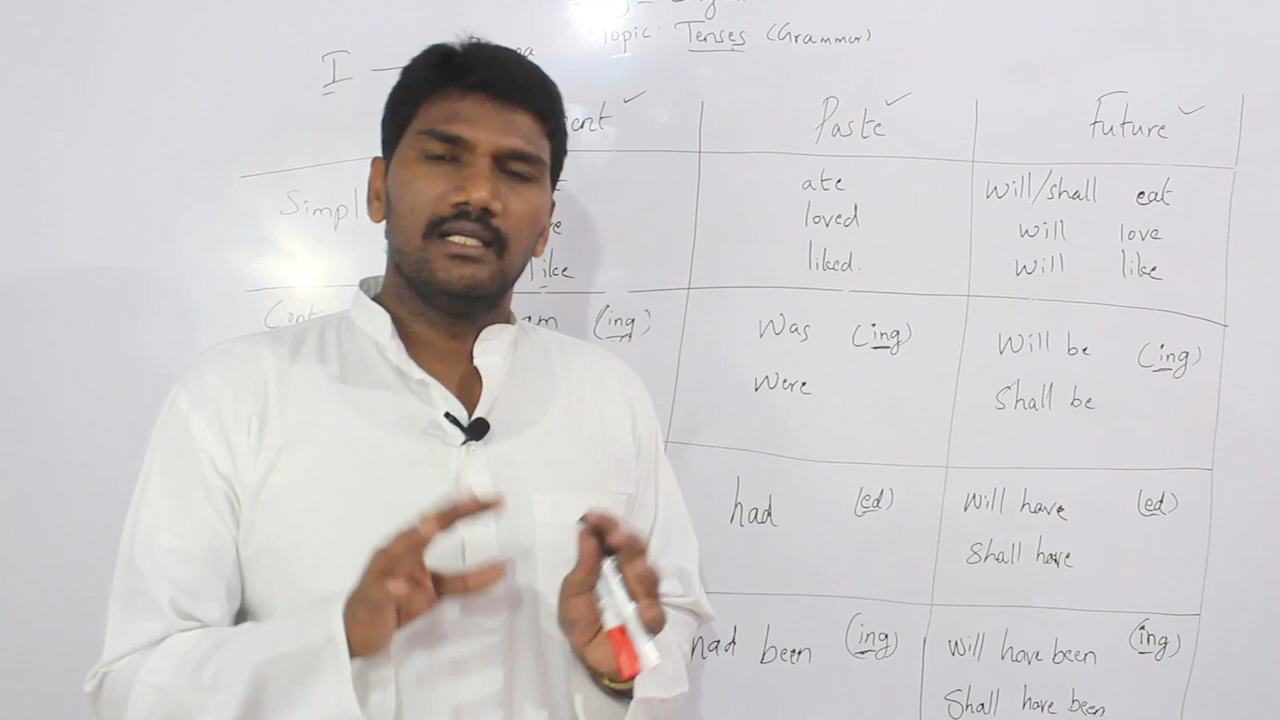 Topic: Tenses (Grammar)
I —
✓ Paste ✓ Future ✓
ate will/shall eat
loved will love
like liked. will like
am (ing) Was (ing) Will be (ing)
Were Shall be
had (ed) Will have (ed)
Shall have
had been (ing) Will have been (ing)
Shall have been